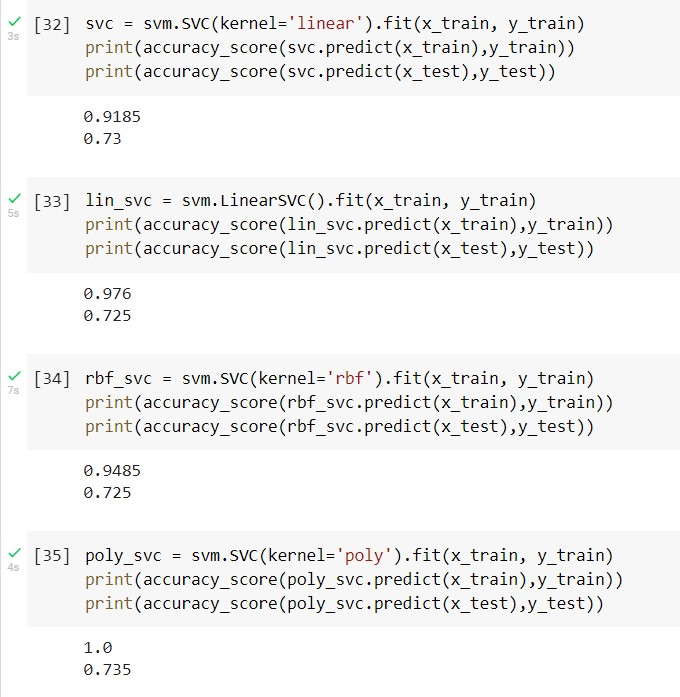 [32] svc = svm.SVC(kernel='linear').fit(x_train, y_train)
3s print(accuracy_score(svc.predict(x_train),y_train))
print(accuracy_score(svc.predict(x_test),y_test))
0.9185
0.73
[33] lin_svc = svm.LinearSVC().fit(x_train, y_train)
5s print(accuracy_score(lin_svc.predict(x_train),y_train))
print(accuracy_score(lin_svc.predict(x_test),y_test))
0.976
0.725
[34] rbf_svc = svm.SVC(kernel='rbf').fit(x_train, y_train)
7s print(accuracy_score(rbf_svc.predict(x_train),y_train))
print(accuracy_score(rbf_svc.predict(x_test),y_test))
0.9485
0.725
[35] poly_svc = svm.SVC(kernel='poly').fit(x_train, y_train)
4s print(accuracy_score(poly_svc.predict(x_train),y_train))
print(accuracy_score(poly_svc.predict(x_test),y_test))
1.0
0.735